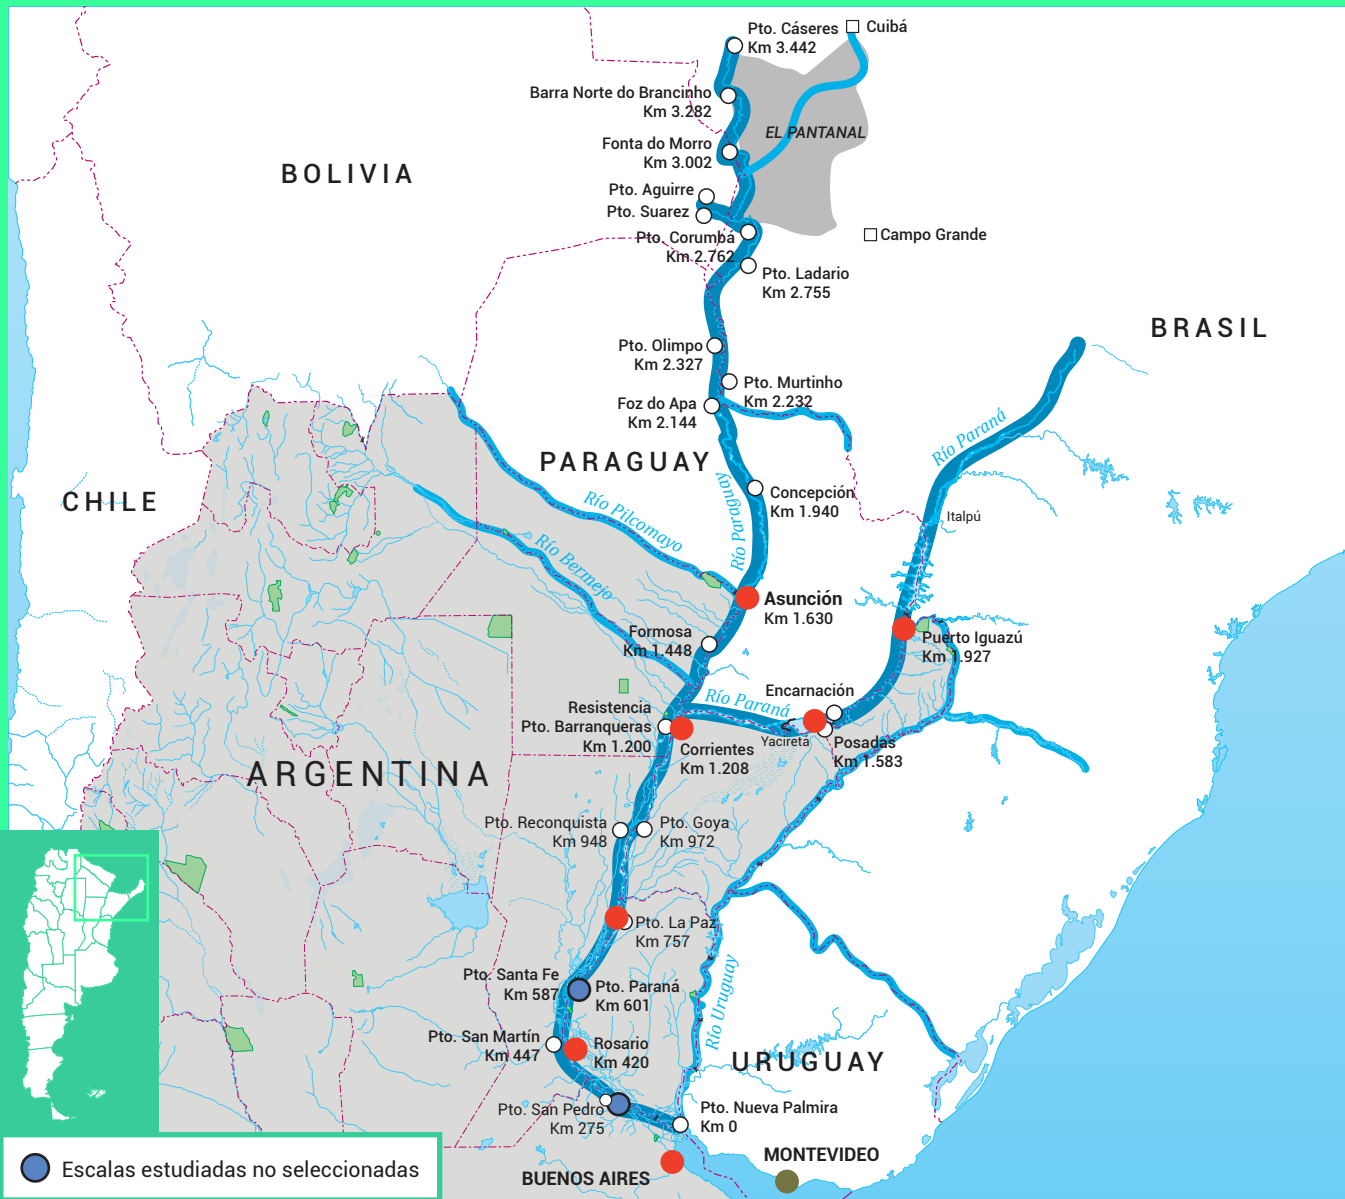 Pto. Cáseres
Km 3.442
Cuibá
Barra Norte do Brancinho
Km 3.282
EL PANTANAL
Fonta do Morro
Km 3.002
BOLIVIA
Pto. Aguirre
Pto. Suarez
Pto. Corumbá
Km 2.762
Campo Grande
Pto. Ladario
Km 2.755
BRASIL
Pto. Olimpo
Km 2.327
Pto. Murtinho
Km 2.232
Foz do Apa
Km 2.144
Río Paraná
PARAGUAY
CHILE
Concepción
Km 1.940
Río Paraguay
Río Pilcomayo
Italpú
Río Bermejo
Asunción
Km 1.630
Formosa
Km 1.448
Puerto Iguazú
Km 1.927
Encarnación
Río Paraná
Resistencia
Pto. Barranqueras
Km 1.200
Yacireta
Posadas
Km 1.583
Corrientes
Km 1.208
ARGENTINA
Pto. Reconquista
Km 948
Pto. Goya
Km 972
Pto. La Paz
Km 757
Pto. Santa Fe
Km 587
Pto. Paraná
Km 601
Río Uruguay
Pto. San Martín
Km 447
Rosario
Km 420
URUGUAY
Pto. San Pedro
Km 275
Pto. Nueva Palmira
Km 0
MONTEVIDEO
BUENOS AIRES
Escalas estudiadas no seleccionadas